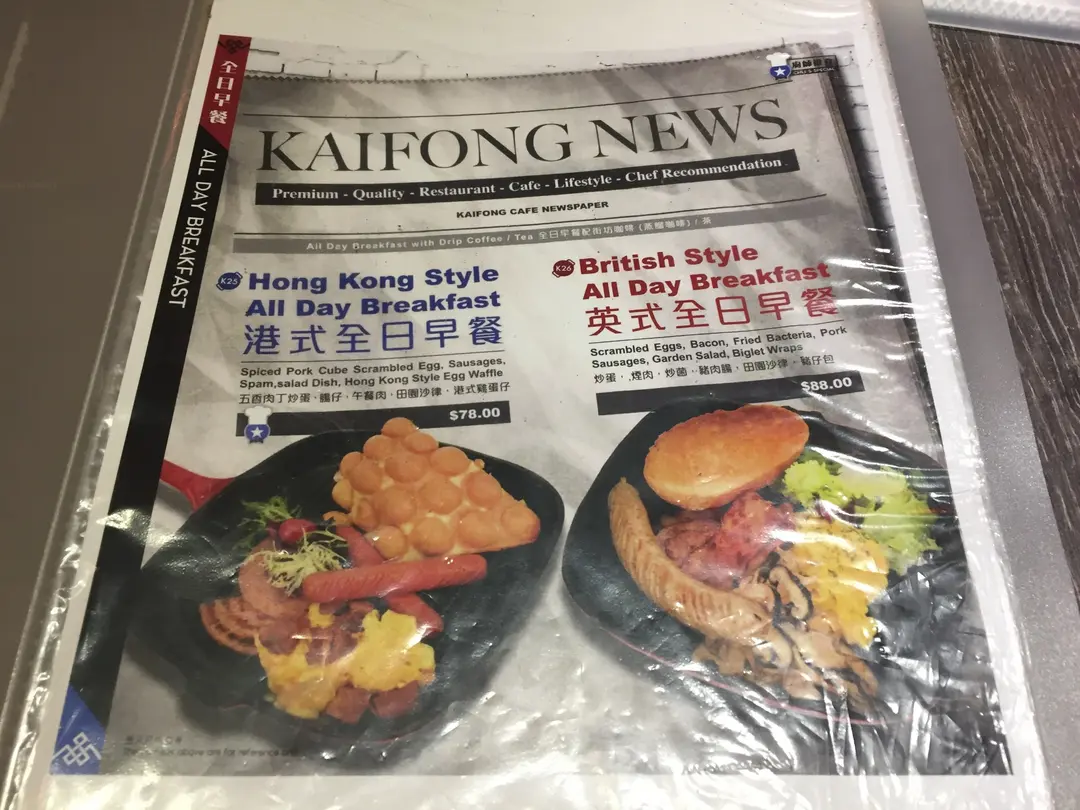 全日早餐
ALL DAY BREAKFAST
KAIFONG NEWS
Premium - Quality - Restaurant - Cafe - Lifestyle - Chef Recommendation
KAIFONG CAFE NEWSPAPER
All Day Breakfast with Drip Coffee / Tea 全日早餐配街坊咖啡 (蒸餾咖啡) / 茶
K25
Hong Kong Style
All Day Breakfast
港式全日早餐
Spiced Pork Cube Scrambled Egg, Sausages,
Spam,salad Dish, Hong Kong Style Egg Waffle
五香肉丁炒蛋，腸仔，午餐肉，田園沙律，港式雞蛋仔
$78.00
K26
British Style
All Day Breakfast
英式全日早餐
Scrambled Eggs, Bacon, Fried Bacteria, Pork
Sausages, Garden Salad, Biglet Wraps
炒蛋，,煙肉，炒菌，豬肉腸，田園沙律，豬仔包
$88.00
above are for reference